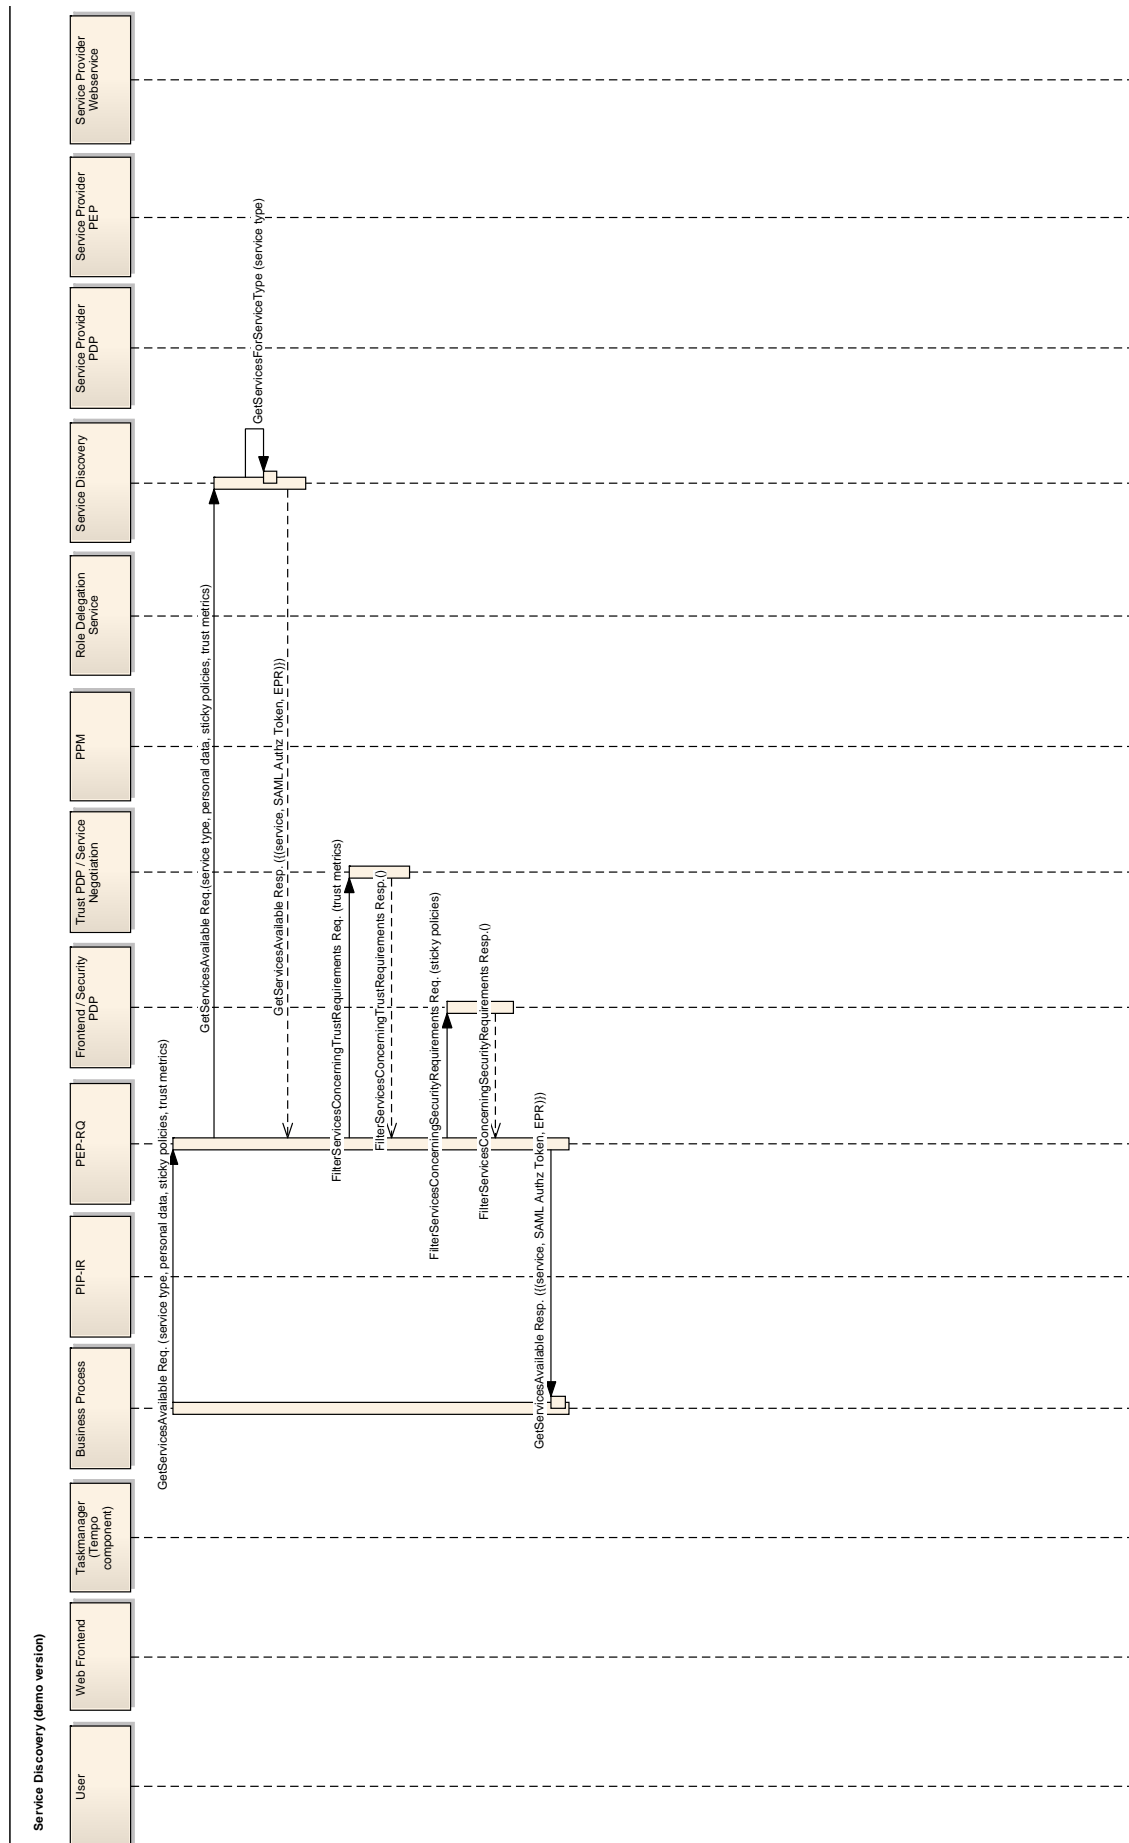 Service Discovery (demo version)
User
Web Frontend
Taskmanager
(Tempo
component)
Business Process
PIP-IR
PEP-RQ
Frontend / Security
PDP
Trust PDP / Service
Negotiation
PPM
Role Delegation
Service
Service Discovery
Service Provider
PDP
Service Provider
PEP
Service Provider
Webservice
GetServicesAvailable Req. (service type, personal data, sticky policies, trust metrics)
GetServicesAvailable Req.(service type, personal data, sticky policies, trust metrics)
GetServicesForServiceType (service type)
GetServicesAvailable Resp. ({(service, SAML Authz Token, EPR)})
FilterServicesConcerningTrustRequirements Req. (trust metrics)
FilterServicesConcerningTrustRequirements Resp.()
FilterServicesConcerningSecurityRequirements Req. (sticky policies)
FilterServicesConcerningSecurityRequirements Resp.()
GetServicesAvailable Resp. ({(service, SAML Authz Token, EPR)})